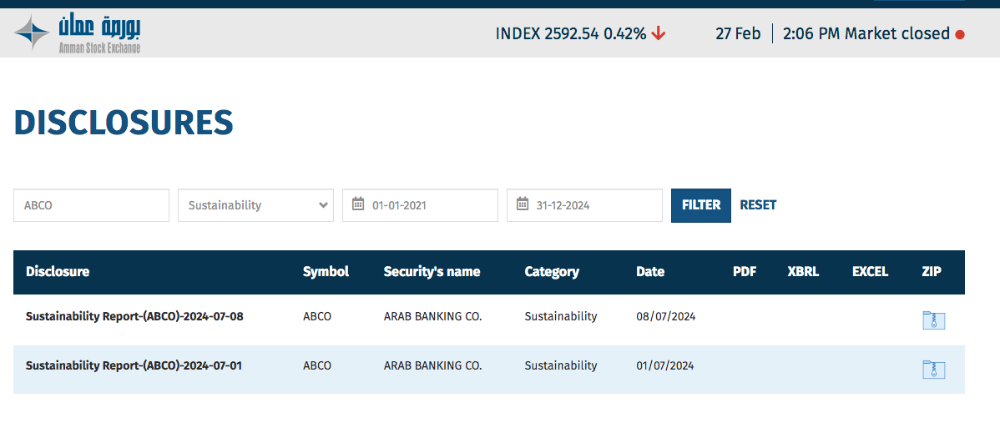 بورصة عمان
Amman Stock Exchange
INDEX 2592.54 0.42%
27 Feb
2:06 PM Market closed
DISCLOSURES
ABCO
Sustainability
01-01-2021
31-12-2024
FILTER
RESET
Disclosure Symbol Security's name Category Date PDF XBRL EXCEL ZIP
Sustainability Report-(ABCO)-2024-07-08 ABCO ARAB BANKING CO. Sustainability 08/07/2024
Sustainability Report-(ABCO)-2024-07-01 ABCO ARAB BANKING CO. Sustainability 01/07/2024